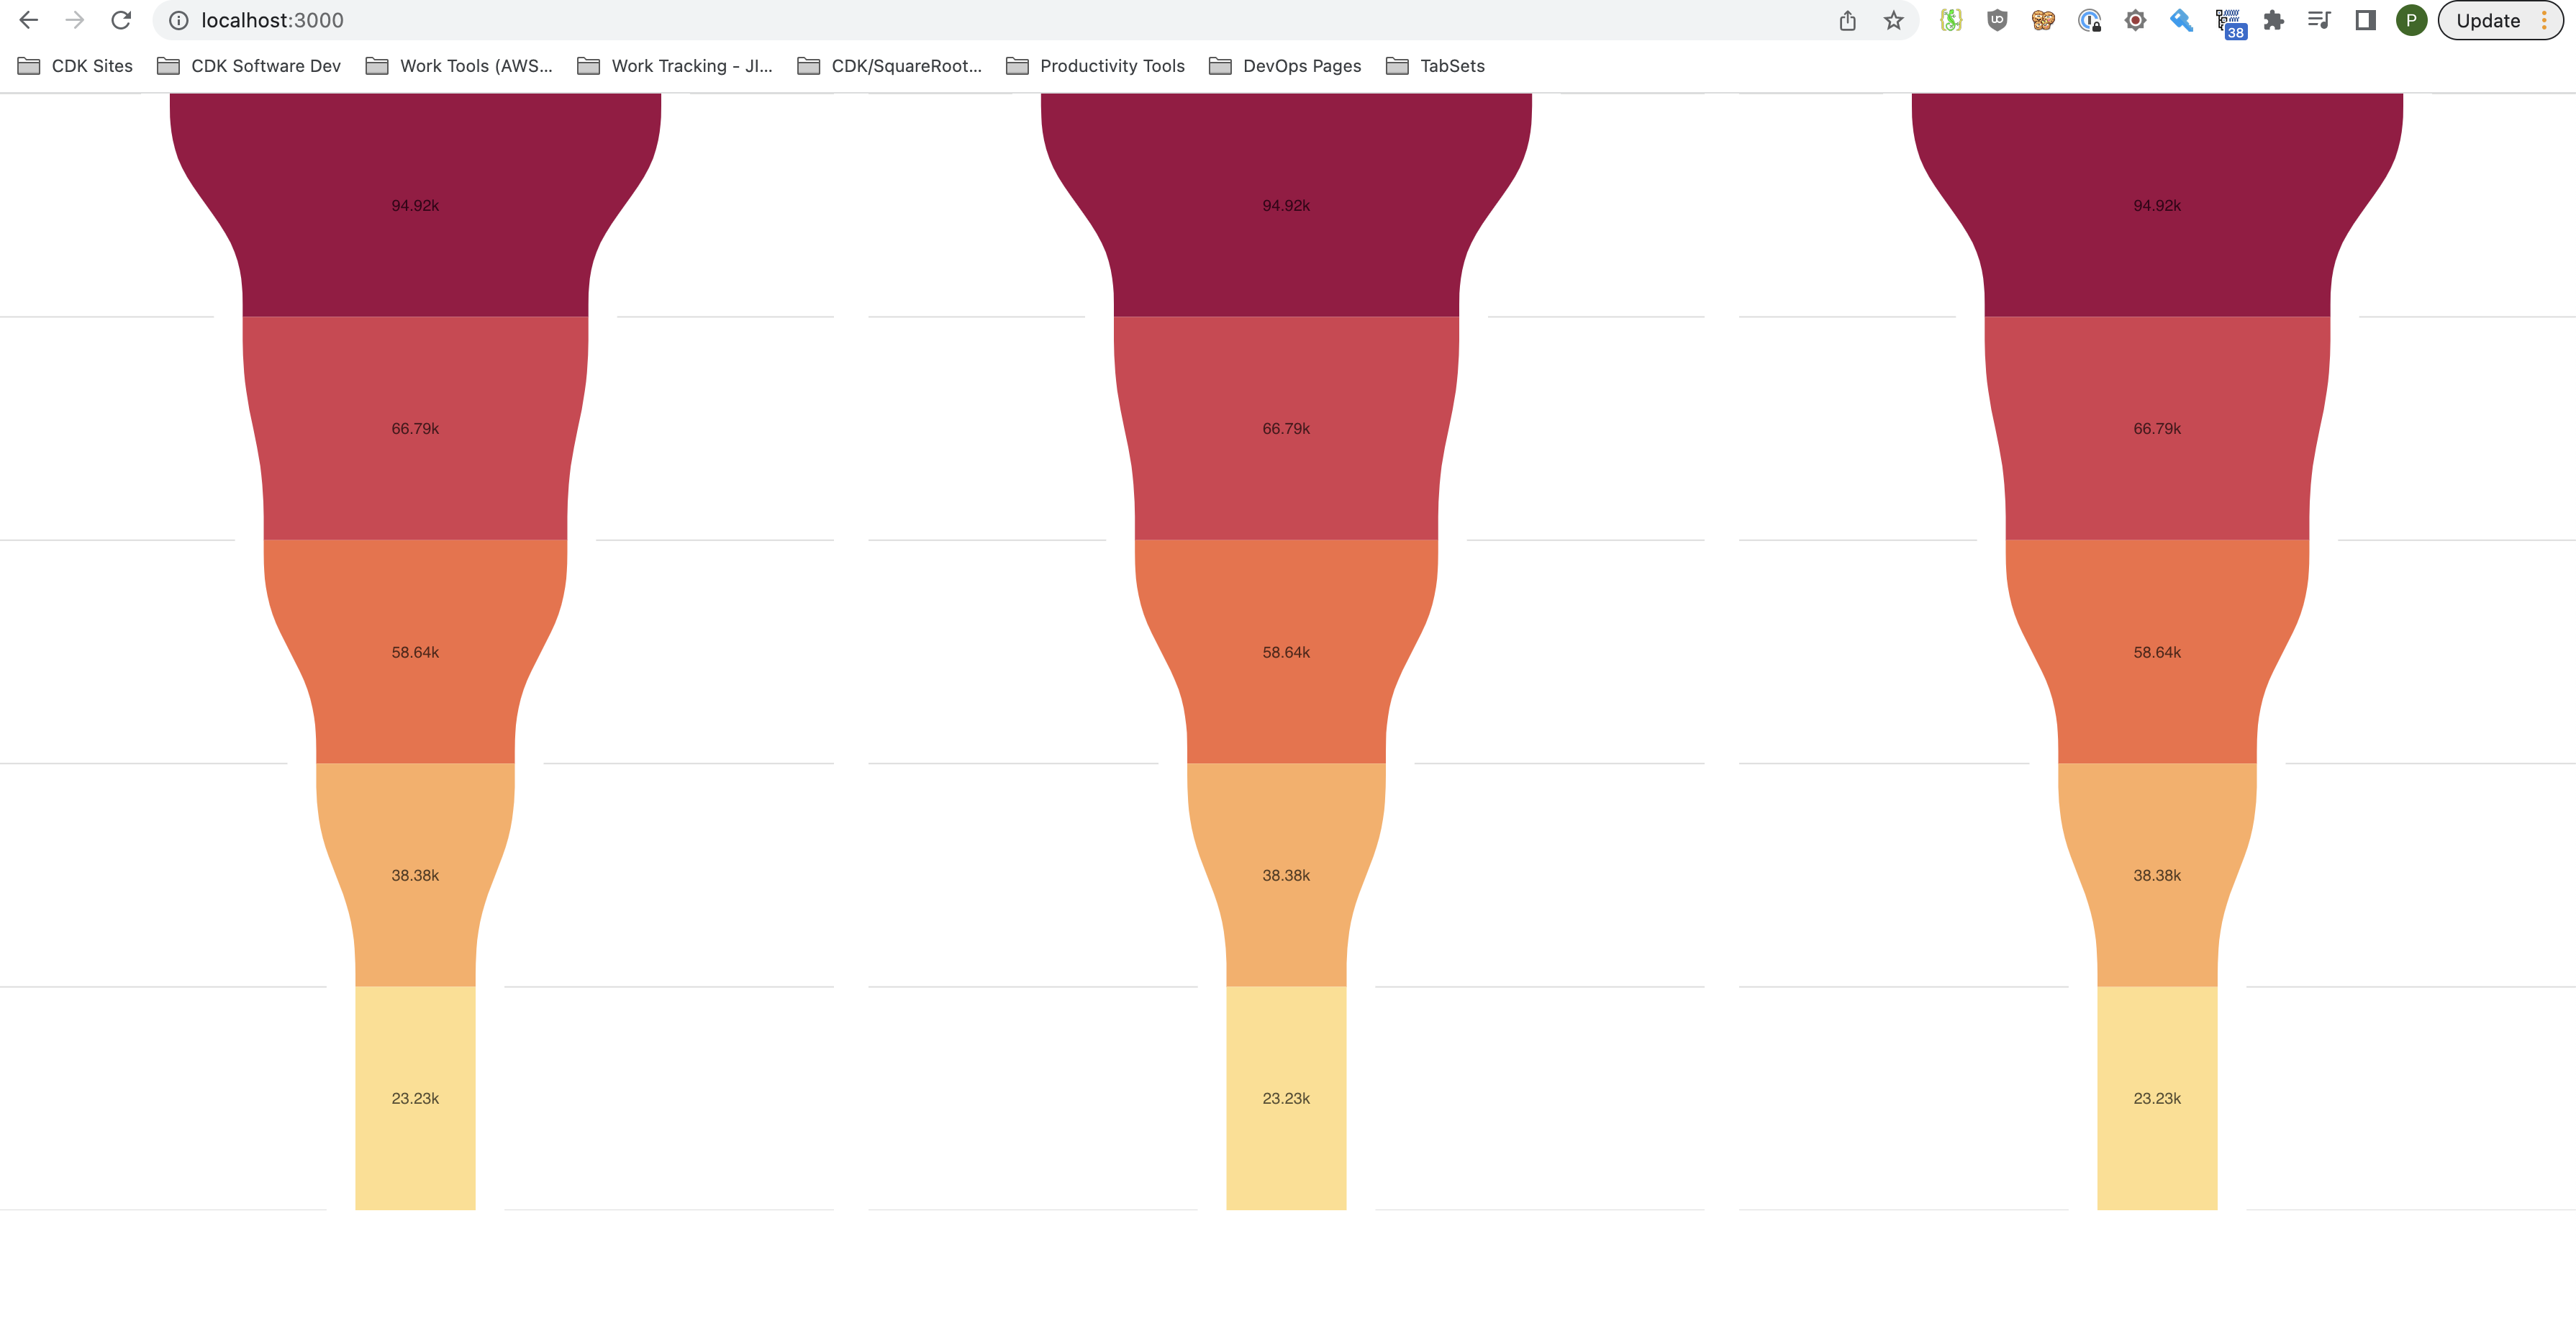 localhost:3000
Update
38
P
CDK Sites CDK Software Dev Work Tools (AWS... Work Tracking - JI... CDK/SquareRoot... Productivity Tools DevOps Pages TabSets
94.92k 94.92k 94.92k
66.79k 66.79k 66.79k
58.64k 58.64k 58.64k
38.38k 38.38k 38.38k
23.23k 23.23k 23.23k